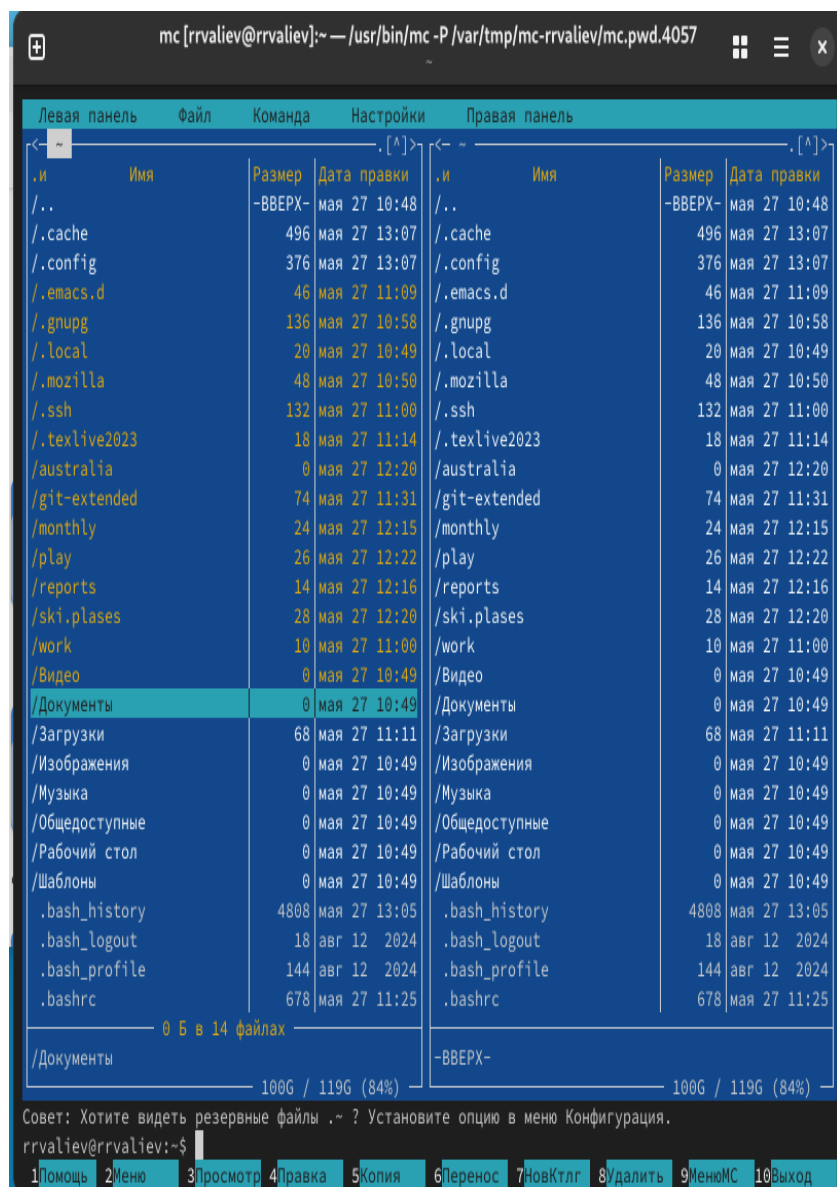 mc [rrvaliev@rrvaliev]:~ — /usr/bin/mc -P /var/tmp/mc-rrvaliev/mc.pwd.4057
~
Левая панель Файл Команда Настройки Правая панель
<— ~ .[^]> <— ~ .[^]>
.и Имя Размер Дата правки .и Имя Размер Дата правки
/.. -ВВЕРХ- мая 27 10:48 /.. -ВВЕРХ- мая 27 10:48
/.cache 496 мая 27 13:07 /.cache 496 мая 27 13:07
/.config 376 мая 27 13:07 /.config 376 мая 27 13:07
/.emacs.d 46 мая 27 11:09 /.emacs.d 46 мая 27 11:09
/.gnupg 136 мая 27 10:58 /.gnupg 136 мая 27 10:58
/.local 20 мая 27 10:49 /.local 20 мая 27 10:49
/.mozilla 48 мая 27 10:50 /.mozilla 48 мая 27 10:50
/.ssh 132 мая 27 11:00 /.ssh 132 мая 27 11:00
/.texlive2023 18 мая 27 11:14 /.texlive2023 18 мая 27 11:14
/australia 0 мая 27 12:20 /australia 0 мая 27 12:20
/git-extended 74 мая 27 11:31 /git-extended 74 мая 27 11:31
/monthly 24 мая 27 12:15 /monthly 24 мая 27 12:15
/play 26 мая 27 12:22 /play 26 мая 27 12:22
/reports 14 мая 27 12:16 /reports 14 мая 27 12:16
/ski.plases 28 мая 27 12:20 /ski.plases 28 мая 27 12:20
/work 10 мая 27 11:00 /work 10 мая 27 11:00
/Видео 0 мая 27 10:49 /Видео 0 мая 27 10:49
/Документы 0 мая 27 10:49 /Документы 0 мая 27 10:49
/Загрузки 68 мая 27 11:11 /Загрузки 68 мая 27 11:11
/Изображения 0 мая 27 10:49 /Изображения 0 мая 27 10:49
/Музыка 0 мая 27 10:49 /Музыка 0 мая 27 10:49
/Общедоступные 0 мая 27 10:49 /Общедоступные 0 мая 27 10:49
/Рабочий стол 0 мая 27 10:49 /Рабочий стол 0 мая 27 10:49
/Шаблоны 0 мая 27 10:49 /Шаблоны 0 мая 27 10:49
.bash_history 4808 мая 27 13:05 .bash_history 4808 мая 27 13:05
.bash_logout 18 авг 12 2024 .bash_logout 18 авг 12 2024
.bash_profile 144 авг 12 2024 .bash_profile 144 авг 12 2024
.bashrc 678 мая 27 11:25 .bashrc 678 мая 27 11:25
0 Б в 14 файлах
/Документы -ВВЕРХ-
100G / 119G (84%) 100G / 119G (84%)
Совет: Хотите видеть резервные файлы .~ ? Установите опцию в меню Конфигурация.
rrvaliev@rrvaliev:~$
1Помощь 2Меню 3Просмотр 4Правка 5Копия 6Перенос 7НовКтлг 8Удалить 9МенюMC 10Выход